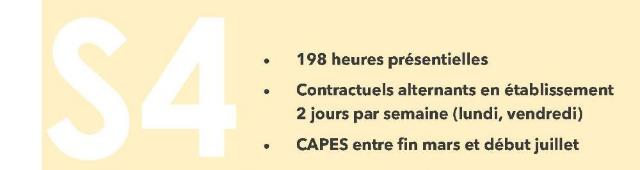 S4
• 198 heures présentielles
• Contractuels alternants en établissement
2 jours par semaine (lundi, vendredi)
• CAPES entre fin mars et début juillet